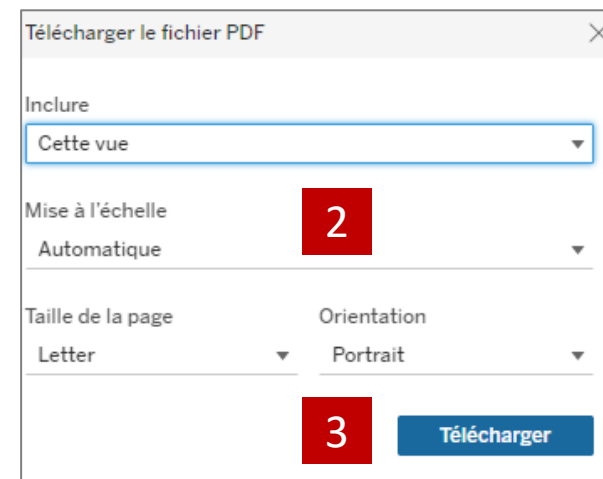 Télécharger le fichier PDF
Inclure
Cette vue
Mise à l'échelle
2
Automatique
Taille de la page Orientation
Letter Portrait
3 Télécharger